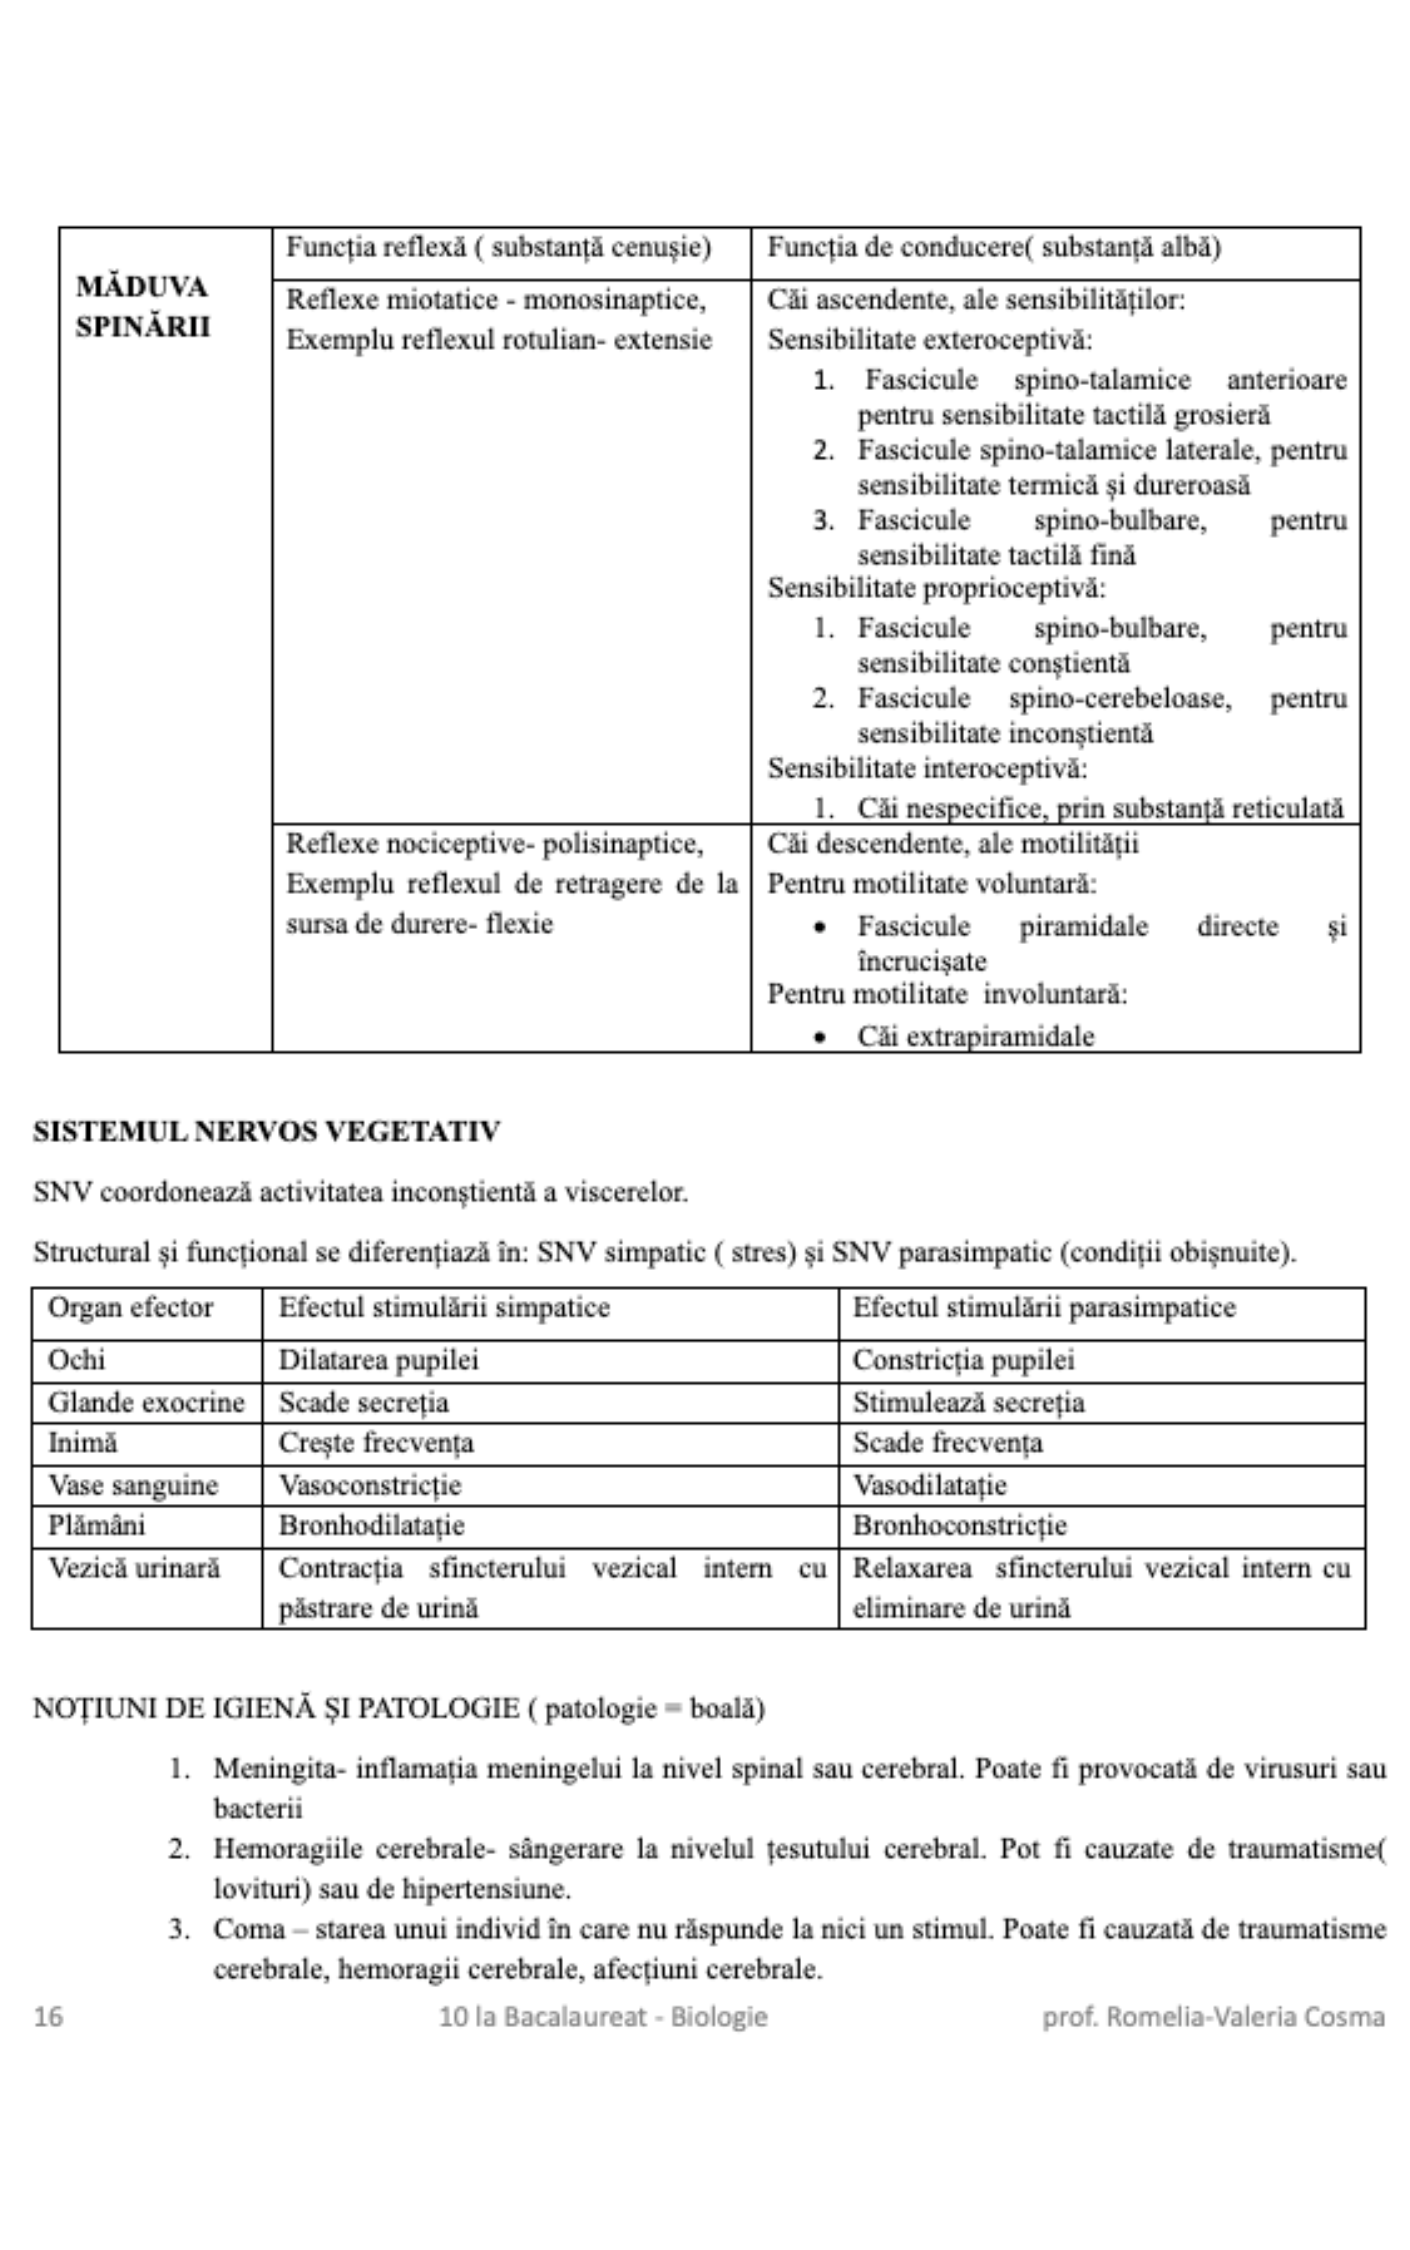 MĂDUVA
SPINĂRII
Funcția reflexă ( substanță cenușie)
Funcția de conducere( substanță albă)
Reflexe miotatice - monosinaptice,
Exemplu reflexul rotulian- extensie
Căi ascendente, ale sensibilităților:
Sensibilitate exteroceptivă:
1. Fascicule spino-talamice anterioare
pentru sensibilitate tactilă grosieră
2. Fascicule spino-talamice laterale, pentru
sensibilitate termică și dureroasă
3. Fascicule spino-bulbare, pentru
sensibilitate tactilă fină
Sensibilitate proprioceptivă:
1. Fascicule spino-bulbare, pentru
sensibilitate conștientă
2. Fascicule spino-cerebeloase, pentru
sensibilitate inconștientă
Sensibilitate interoceptivă:
1. Căi nespecifice, prin substanță reticulată
Reflexe nociceptive- polisinaptice,
Exemplu reflexul de retragere de la
sursa de durere- flexie
Căi descendente, ale motilității
Pentru motilitate voluntară:
• Fascicule piramidale directe și
încrucișate
Pentru motilitate involuntară:
• Căi extrapiramidale
SISTEMUL NERVOS VEGETATIV
SNV coordonează activitatea inconștientă a viscerelor.
Structural și funcțional se diferențiază în: SNV simpatic ( stres) și SNV parasimpatic (condiții obișnuite).
Organ efector Efectul stimulării simpatice Efectul stimulării parasimpatice
Ochi Dilatarea pupilei Constricția pupilei
Glande exocrine Scade secreția Stimulează secreția
Inimă Crește frecvența Scade frecvența
Vase sanguine Vasoconstricție Vasodilatație
Plămâni Bronhodilatație Bronhoconstricție
Vezică urinară Contracția sfincterului vezical intern cu Relaxarea sfincterului vezical intern cu
păstrare de urină eliminare de urină
NOȚIUNI DE IGIENĂ ȘI PATOLOGIE ( patologie = boală)
1. Meningita- inflamația meningelui la nivel spinal sau cerebral. Poate fi provocată de virusuri sau
bacterii
2. Hemoragiile cerebrale- sângerare la nivelul țesutului cerebral. Pot fi cauzate de traumatisme(
lovituri) sau de hipertensiune.
3. Coma – starea unui individ în care nu răspunde la nici un stimul. Poate fi cauzată de traumatisme
cerebrale, hemoragii cerebrale, afecțiuni cerebrale.
16 10 la Bacalaureat - Biologie prof. Romelia-Valeria Cosma